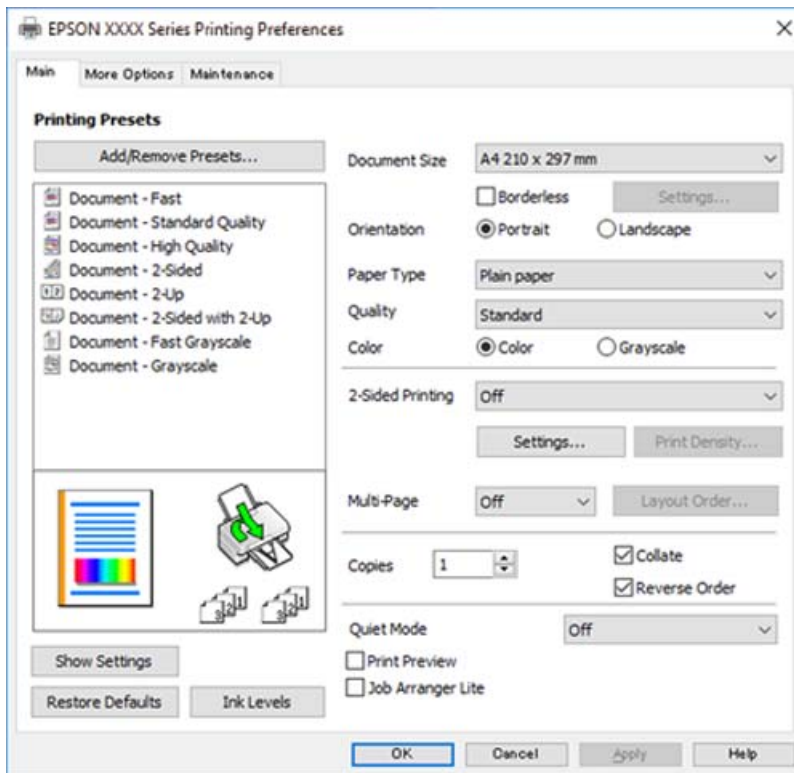 EPSON XXXX Series Printing Preferences
Main More Options Maintenance
Printing Presets
Add/Remove Presets...
Document - Fast
Document - Standard Quality
Document - High Quality
Document - 2-Sided
Document - 2-Up
Document - 2-Sided with 2-Up
Document - Fast Grayscale
Document - Grayscale
Show Settings
Restore Defaults Ink Levels
Document Size A4 210 x 297 mm
Borderless Settings...
Orientation Portrait Landscape
Paper Type Plain paper
Quality Standard
Color Color Grayscale
2-Sided Printing Off
Settings... Print Density...
Multi-Page Off Layout Order...
Copies 1 Collate
Reverse Order
Quiet Mode Off
Print Preview
Job Arranger Lite
OK Cancel Apply Help